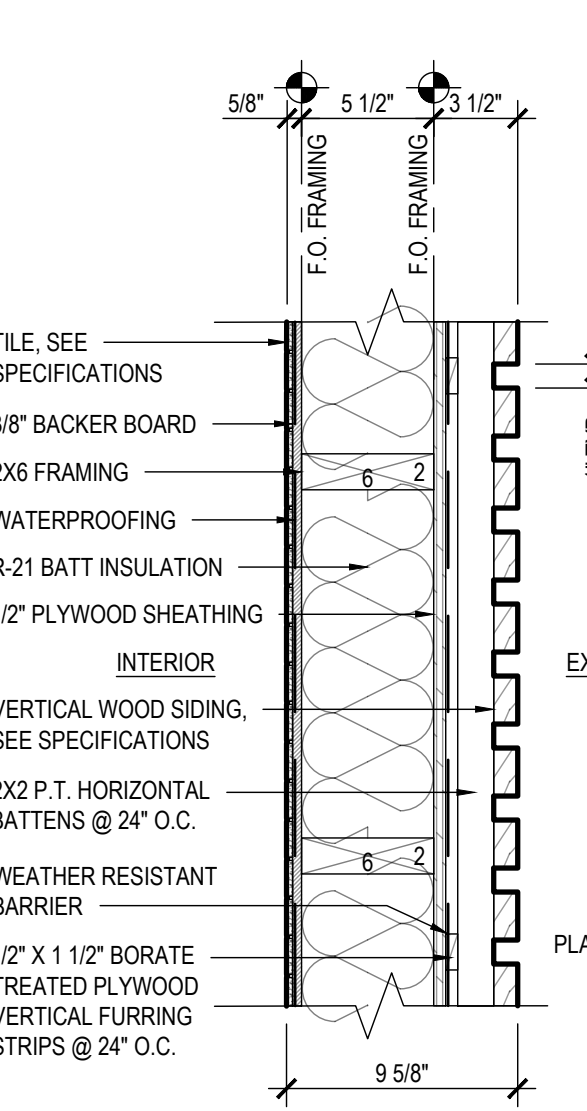 5/8" 5 1/2" 3 1/2"
F.O. FRAMING
F.O. FRAMING
TILE, SEE
SPECIFICATIONS
3/8" BACKER BOARD
2X6 FRAMING
6 2
WATERPROOFING
R-21 BATT INSULATION
1/2" PLYWOOD SHEATHING
INTERIOR
EX
VERTICAL WOOD SIDING,
SEE SPECIFICATIONS
2X2 P.T. HORIZONTAL
BATTENS @ 24" O.C.
6 2
WEATHER RESISTANT
BARRIER
1/2" X 1 1/2" BORATE
TREATED PLYWOOD
VERTICAL FURRING
STRIPS @ 24" O.C.
PLA
9 5/8"